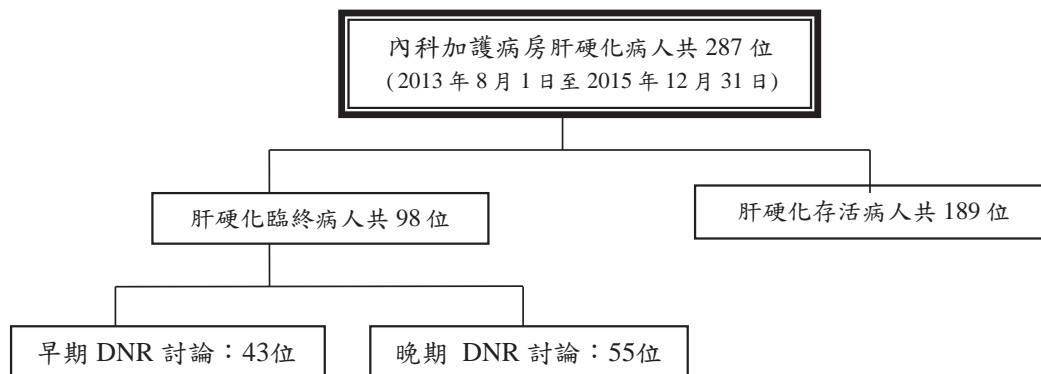 內科加護病房肝硬化病人共 287 位
(2013 年 8 月 1 日至 2015 年 12 月 31 日)
肝硬化臨終病人共 98 位
肝硬化存活病人共 189 位
早期 DNR 討論：43位
晚期 DNR 討論：55位